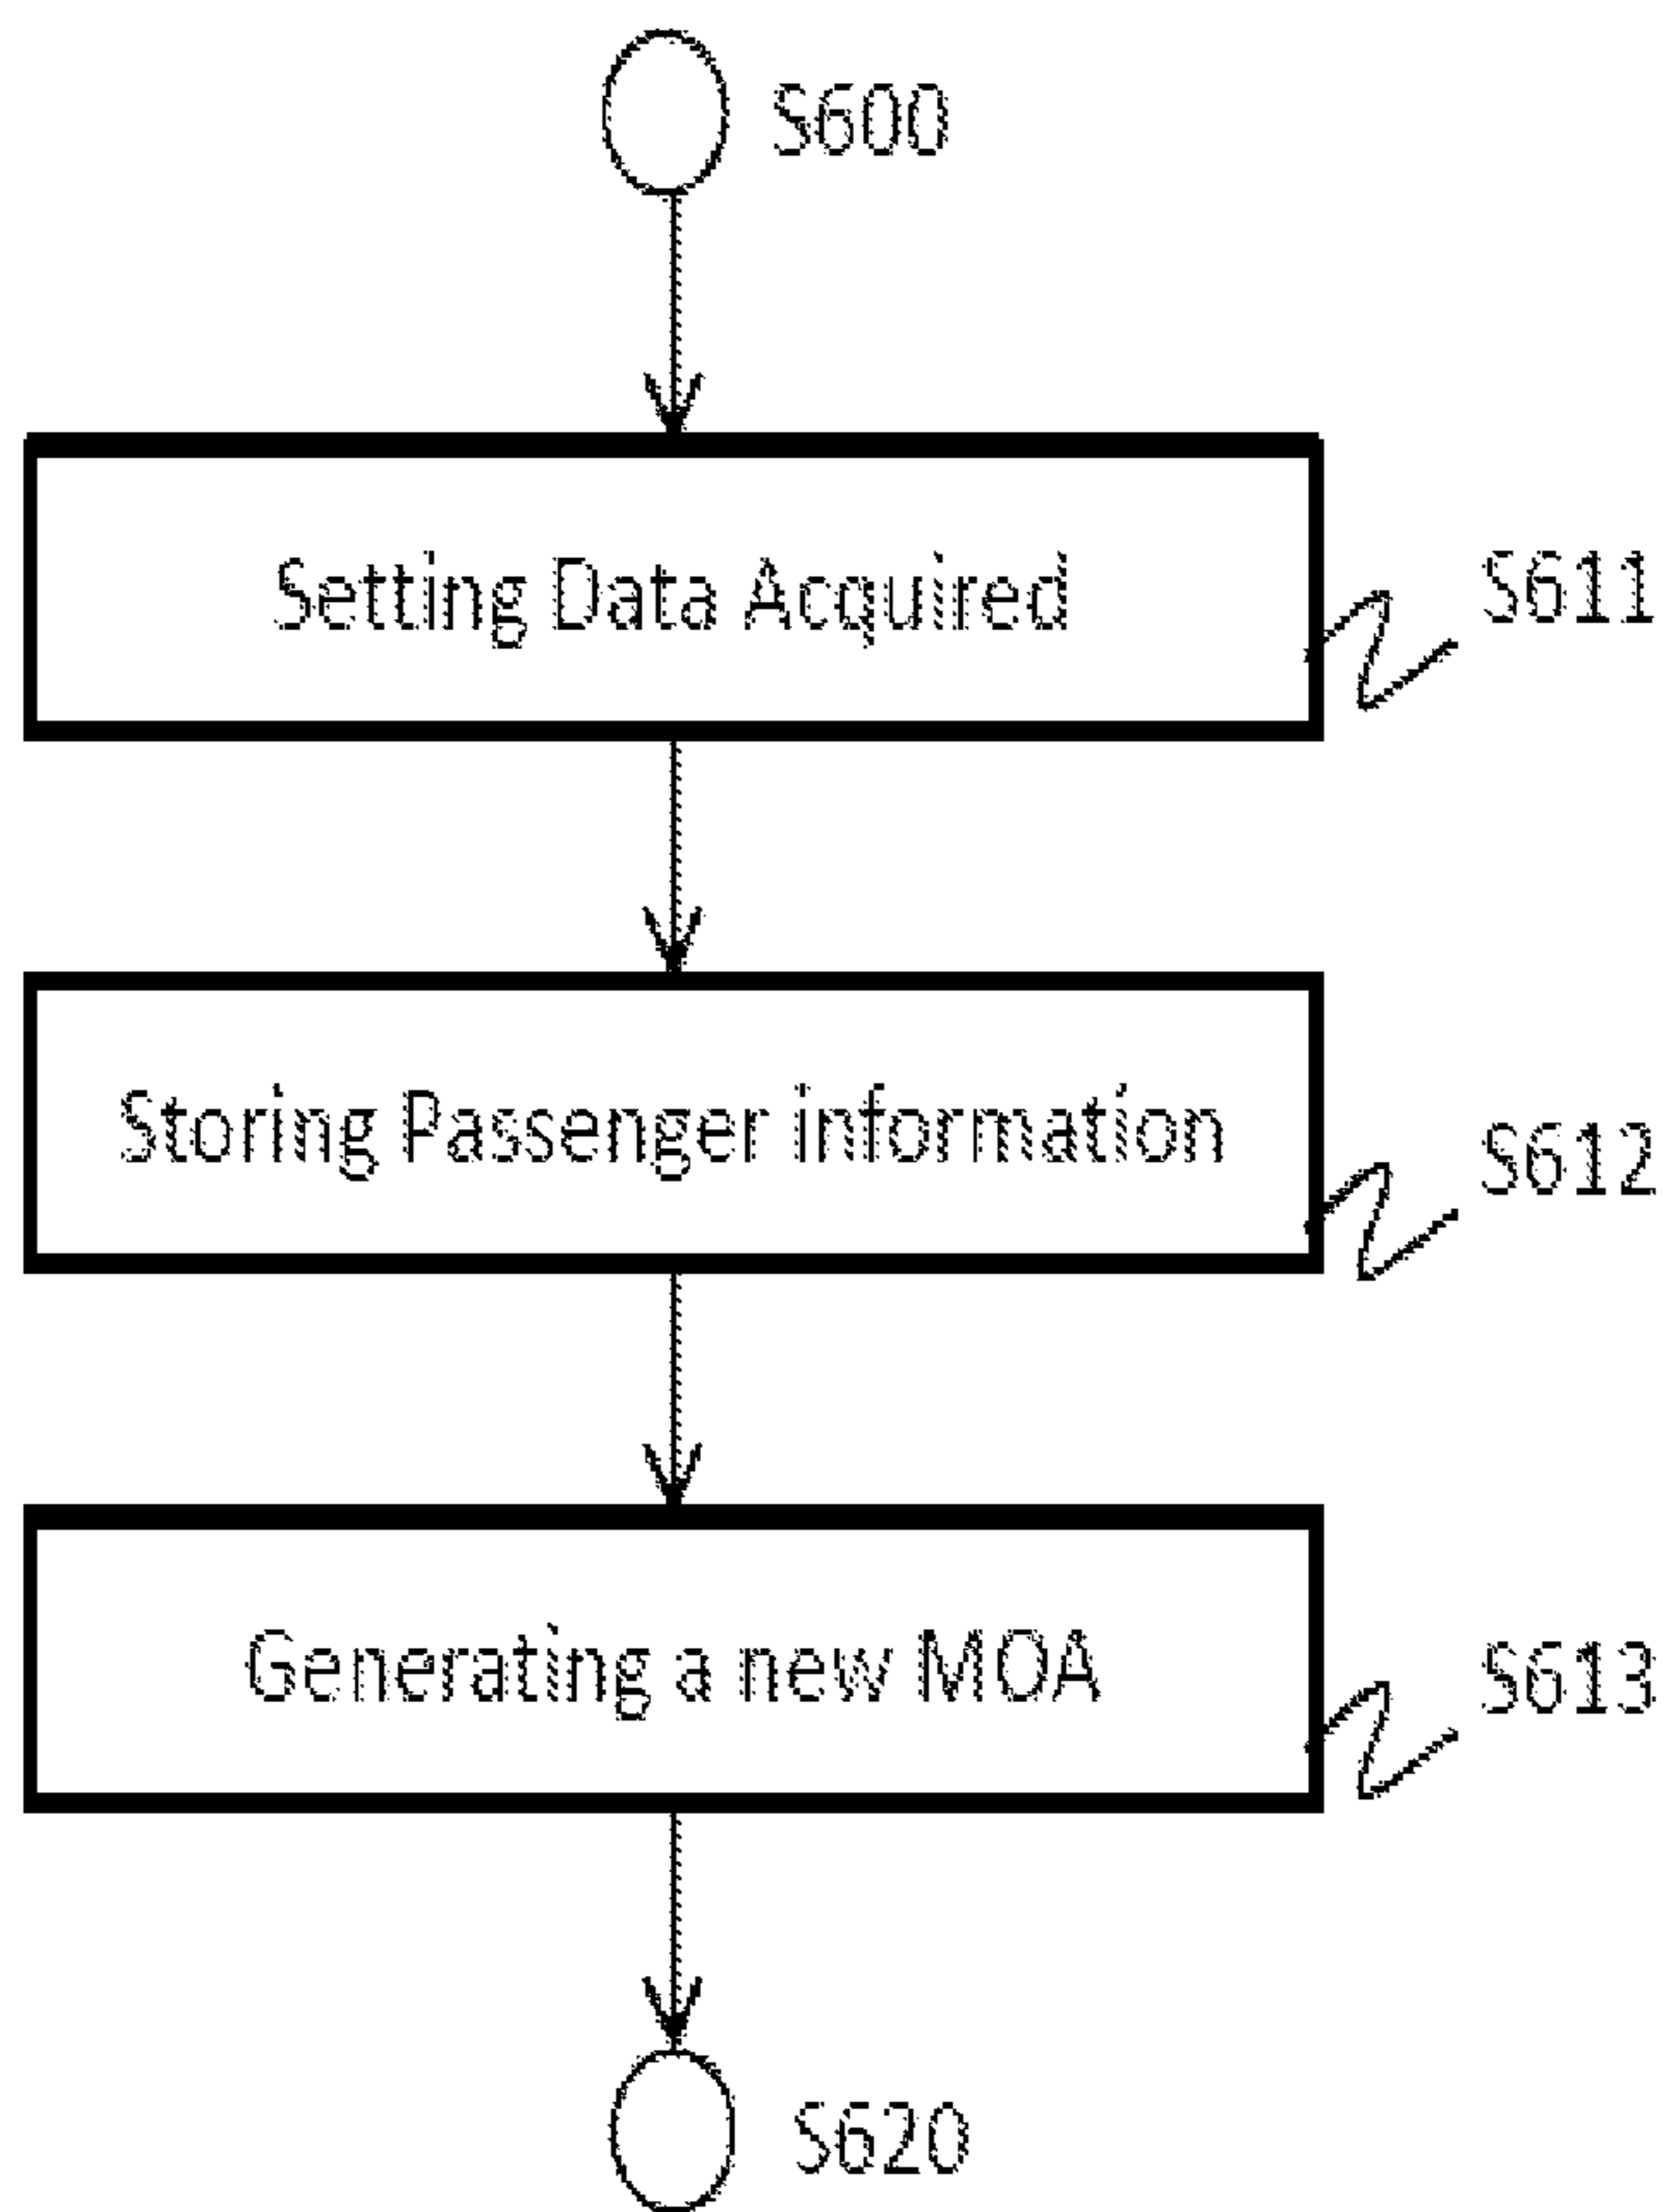 S600
Setting Data Acquired
S611
Storing Passenger information
S612
Generating a new MOA
S613
S620